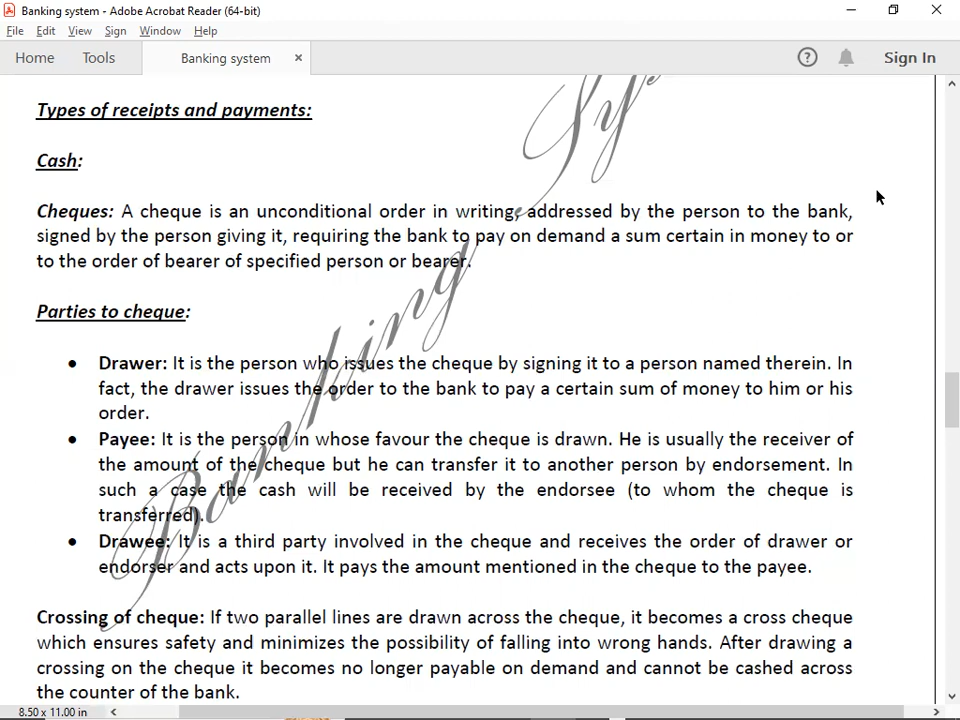 Banking system - Adobe Acrobat Reader (64-bit)
File Edit View Sign Window Help
Home Tools Banking system × ? Sign In
Types of receipts and payments:
Cash:
Cheques: A cheque is an unconditional order in writing, addressed by the person to the bank,
signed by the person giving it, requiring the bank to pay on demand a sum certain in money to or
to the order of bearer of specified person or bearer.
Parties to cheque:
• Drawer: It is the person who issues the cheque by signing it to a person named therein. In
fact, the drawer issues the order to the bank to pay a certain sum of money to him or his
order.
• Payee: It is the person in whose favour the cheque is drawn. He is usually the receiver of
the amount of the cheque but he can transfer it to another person by endorsement. In
such a case the cash will be received by the endorsee (to whom the cheque is
transferred).
• Drawee: It is a third party involved in the cheque and receives the order of drawer or
endorser and acts upon it. It pays the amount mentioned in the cheque to the payee.
Crossing of cheque: If two parallel lines are drawn across the cheque, it becomes a cross cheque
which ensures safety and minimizes the possibility of falling into wrong hands. After drawing a
crossing on the cheque it becomes no longer payable on demand and cannot be cashed across
the counter of the bank.
Banking Sys
8.50 x 11.00 in